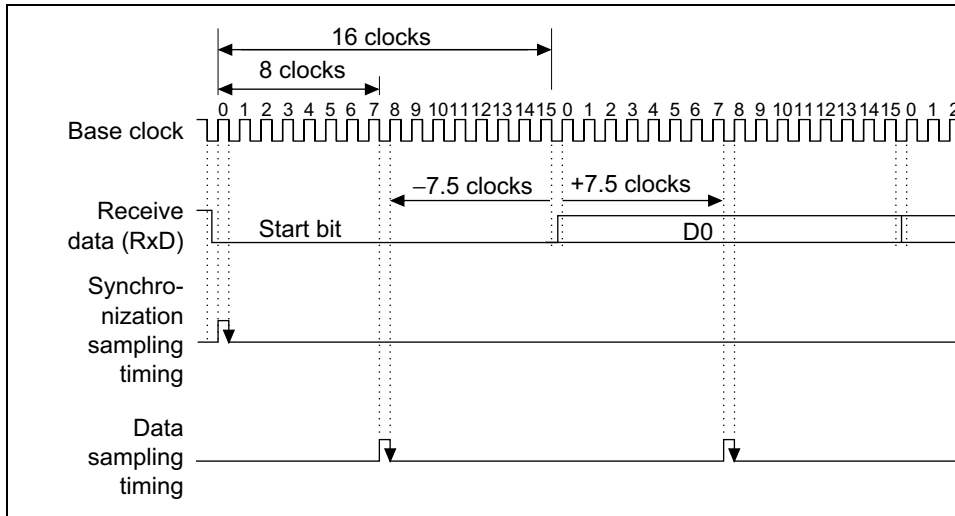 16 clocks
8 clocks
0 1 2 3 4 5 6 7 8 9 10 11 12 13 14 15 0 1 2 3 4 5 6 7 8 9 10 11 12 13 14 15 0 1 2
Base clock
−7.5 clocks +7.5 clocks
Receive
data (RxD)
Start bit D0
Synchro-
nization
sampling
timing
Data
sampling
timing